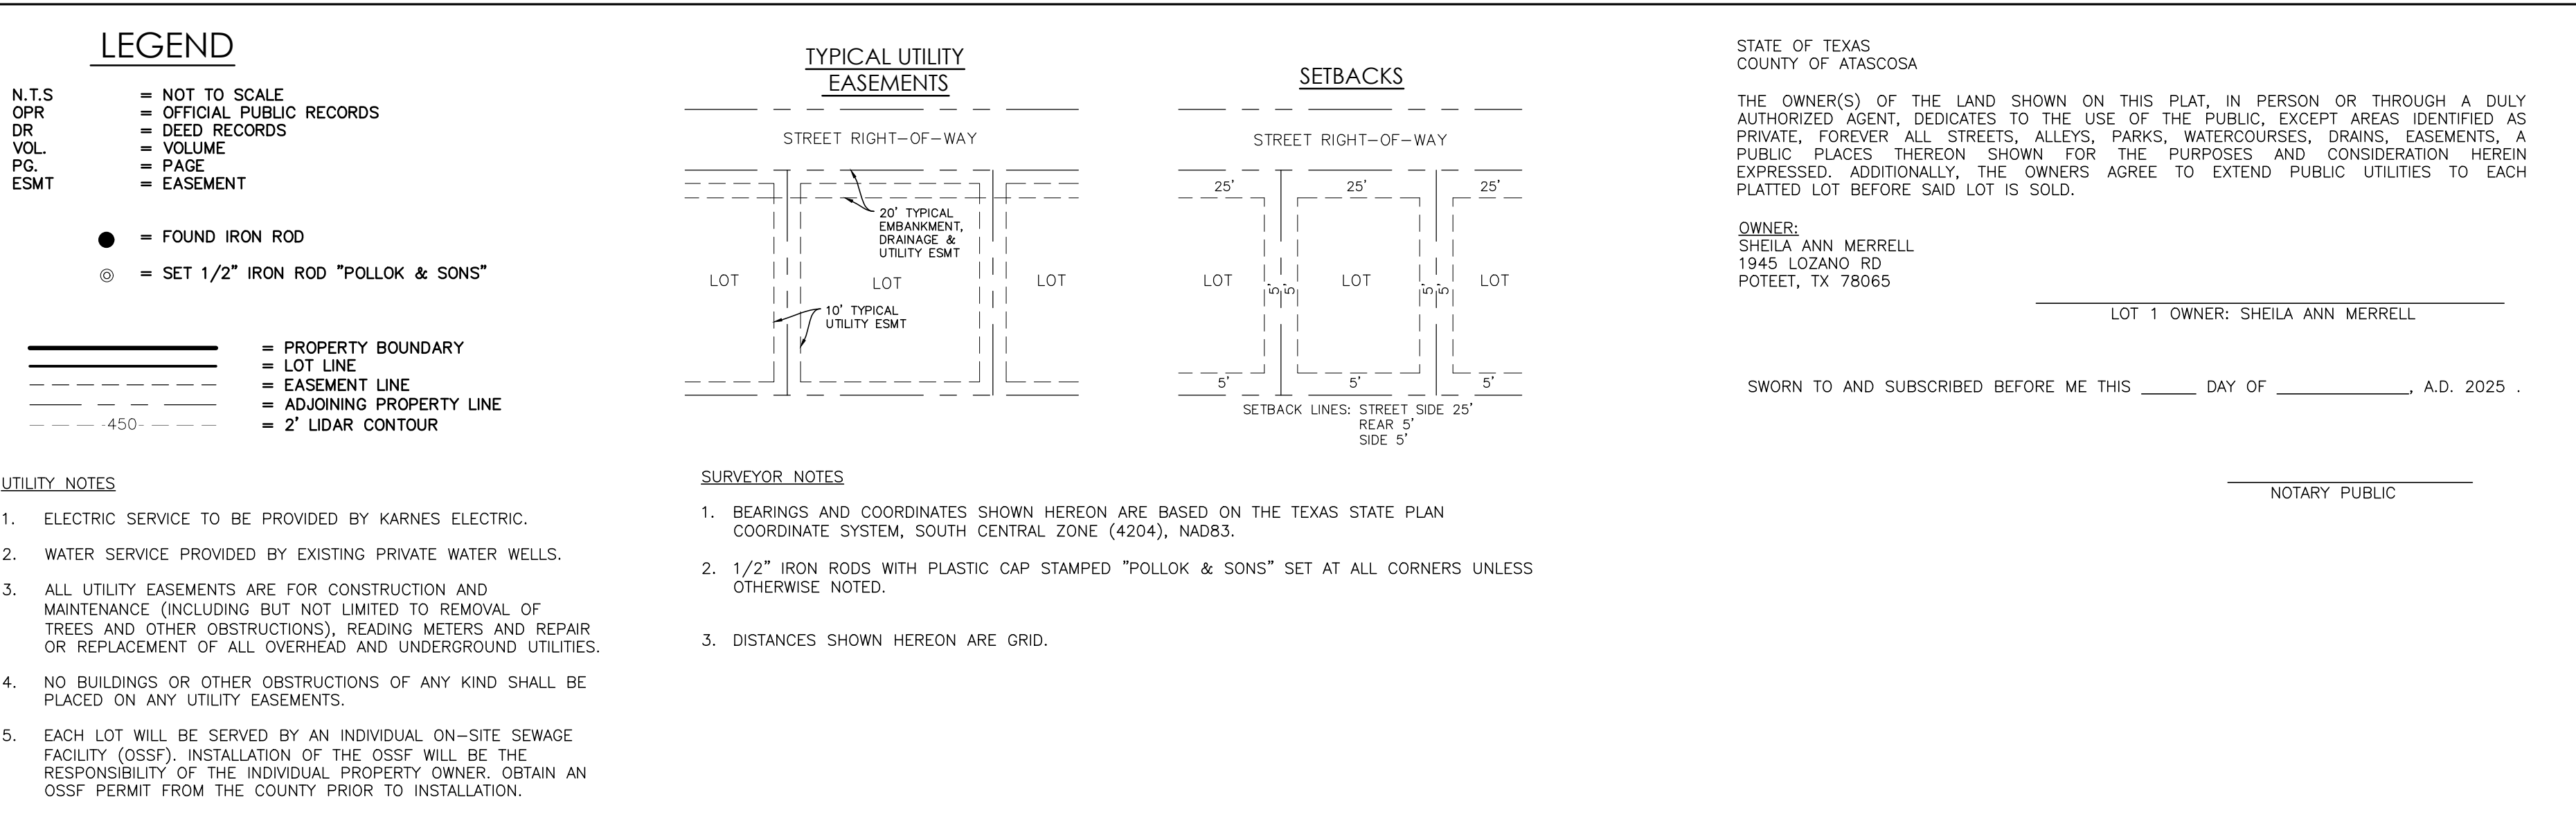 LEGEND
N.T.S = NOT TO SCALE
OPR = OFFICIAL PUBLIC RECORDS
DR = DEED RECORDS
VOL. = VOLUME
PG. = PAGE
ESMT = EASEMENT
= FOUND IRON ROD
= SET 1/2" IRON ROD "POLLOK & SONS"
= PROPERTY BOUNDARY
= LOT LINE
= EASEMENT LINE
= ADJOINING PROPERTY LINE
450 = 2' LIDAR CONTOUR
UTILITY NOTES
1. ELECTRIC SERVICE TO BE PROVIDED BY KARNES ELECTRIC.
2. WATER SERVICE PROVIDED BY EXISTING PRIVATE WATER WELLS.
3. ALL UTILITY EASEMENTS ARE FOR CONSTRUCTION AND
MAINTENANCE (INCLUDING BUT NOT LIMITED TO REMOVAL OF
TREES AND OTHER OBSTRUCTIONS), READING METERS AND REPAIR
OR REPLACEMENT OF ALL OVERHEAD AND UNDERGROUND UTILITIES.
4. NO BUILDINGS OR OTHER OBSTRUCTIONS OF ANY KIND SHALL BE
PLACED ON ANY UTILITY EASEMENTS.
5. EACH LOT WILL BE SERVED BY AN INDIVIDUAL ON-SITE SEWAGE
FACILITY (OSSF). INSTALLATION OF THE OSSF WILL BE THE
RESPONSIBILITY OF THE INDIVIDUAL PROPERTY OWNER. OBTAIN AN
OSSF PERMIT FROM THE COUNTY PRIOR TO INSTALLATION.
TYPICAL UTILITY
EASEMENTS
STREET RIGHT-OF-WAY
20' TYPICAL
EMBANKMENT,
DRAINAGE &
UTILITY ESMT
LOT LOT LOT
10' TYPICAL
UTILITY ESMT
SETBACKS
STREET RIGHT-OF-WAY
25' 25' 25'
LOT LOT LOT
5' 5' 5' 5'
5' 5' 5'
SETBACK LINES: STREET SIDE 25'
REAR 5'
SIDE 5'
SURVEYOR NOTES
1. BEARINGS AND COORDINATES SHOWN HEREON ARE BASED ON THE TEXAS STATE PLAN
COORDINATE SYSTEM, SOUTH CENTRAL ZONE (4204), NAD83.
2. 1/2" IRON RODS WITH PLASTIC CAP STAMPED "POLLOK & SONS" SET AT ALL CORNERS UNLESS
OTHERWISE NOTED.
3. DISTANCES SHOWN HEREON ARE GRID.
STATE OF TEXAS
COUNTY OF ATASCOSA
THE OWNER(S) OF THE LAND SHOWN ON THIS PLAT, IN PERSON OR THROUGH A DULY
AUTHORIZED AGENT, DEDICATES TO THE USE OF THE PUBLIC, EXCEPT AREAS IDENTIFIED AS
PRIVATE, FOREVER ALL STREETS, ALLEYS, PARKS, WATERCOURSES, DRAINS, EASEMENTS, A
PUBLIC PLACES THEREON SHOWN FOR THE PURPOSES AND CONSIDERATION HEREIN
EXPRESSED. ADDITIONALLY, THE OWNERS AGREE TO EXTEND PUBLIC UTILITIES TO EACH
PLATTED LOT BEFORE SAID LOT IS SOLD.
OWNER:
SHEILA ANN MERRELL
1945 LOZANO RD
POTEET, TX 78065
LOT 1 OWNER: SHEILA ANN MERRELL
SWORN TO AND SUBSCRIBED BEFORE ME THIS ______ DAY OF ______________, A.D. 2025 .
NOTARY PUBLIC